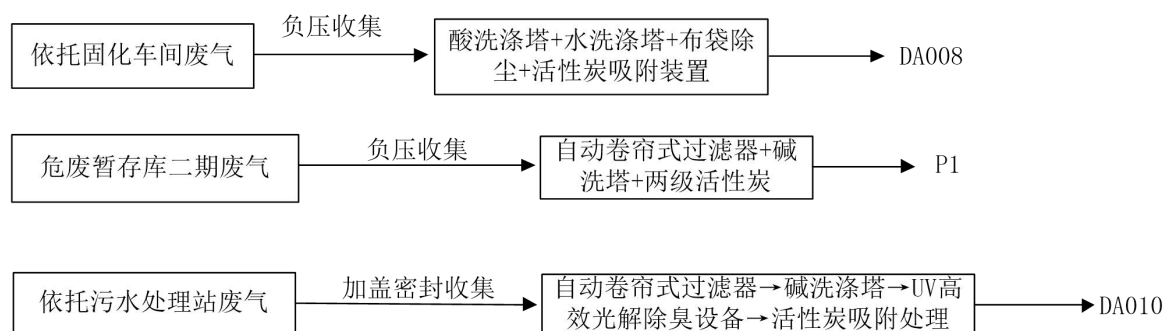 负压收集
依托固化车间废气
酸洗涤塔+水洗涤塔+布袋除
尘+活性炭吸附装置
DA008
危废暂存库二期废气
负压收集
自动卷帘式过滤器+碱
洗塔+两级活性炭
P1
依托污水处理站废气
加盖密封收集
自动卷帘式过滤器→碱洗涤塔→UV高
效光解除臭设备→活性炭吸附处理
DA010